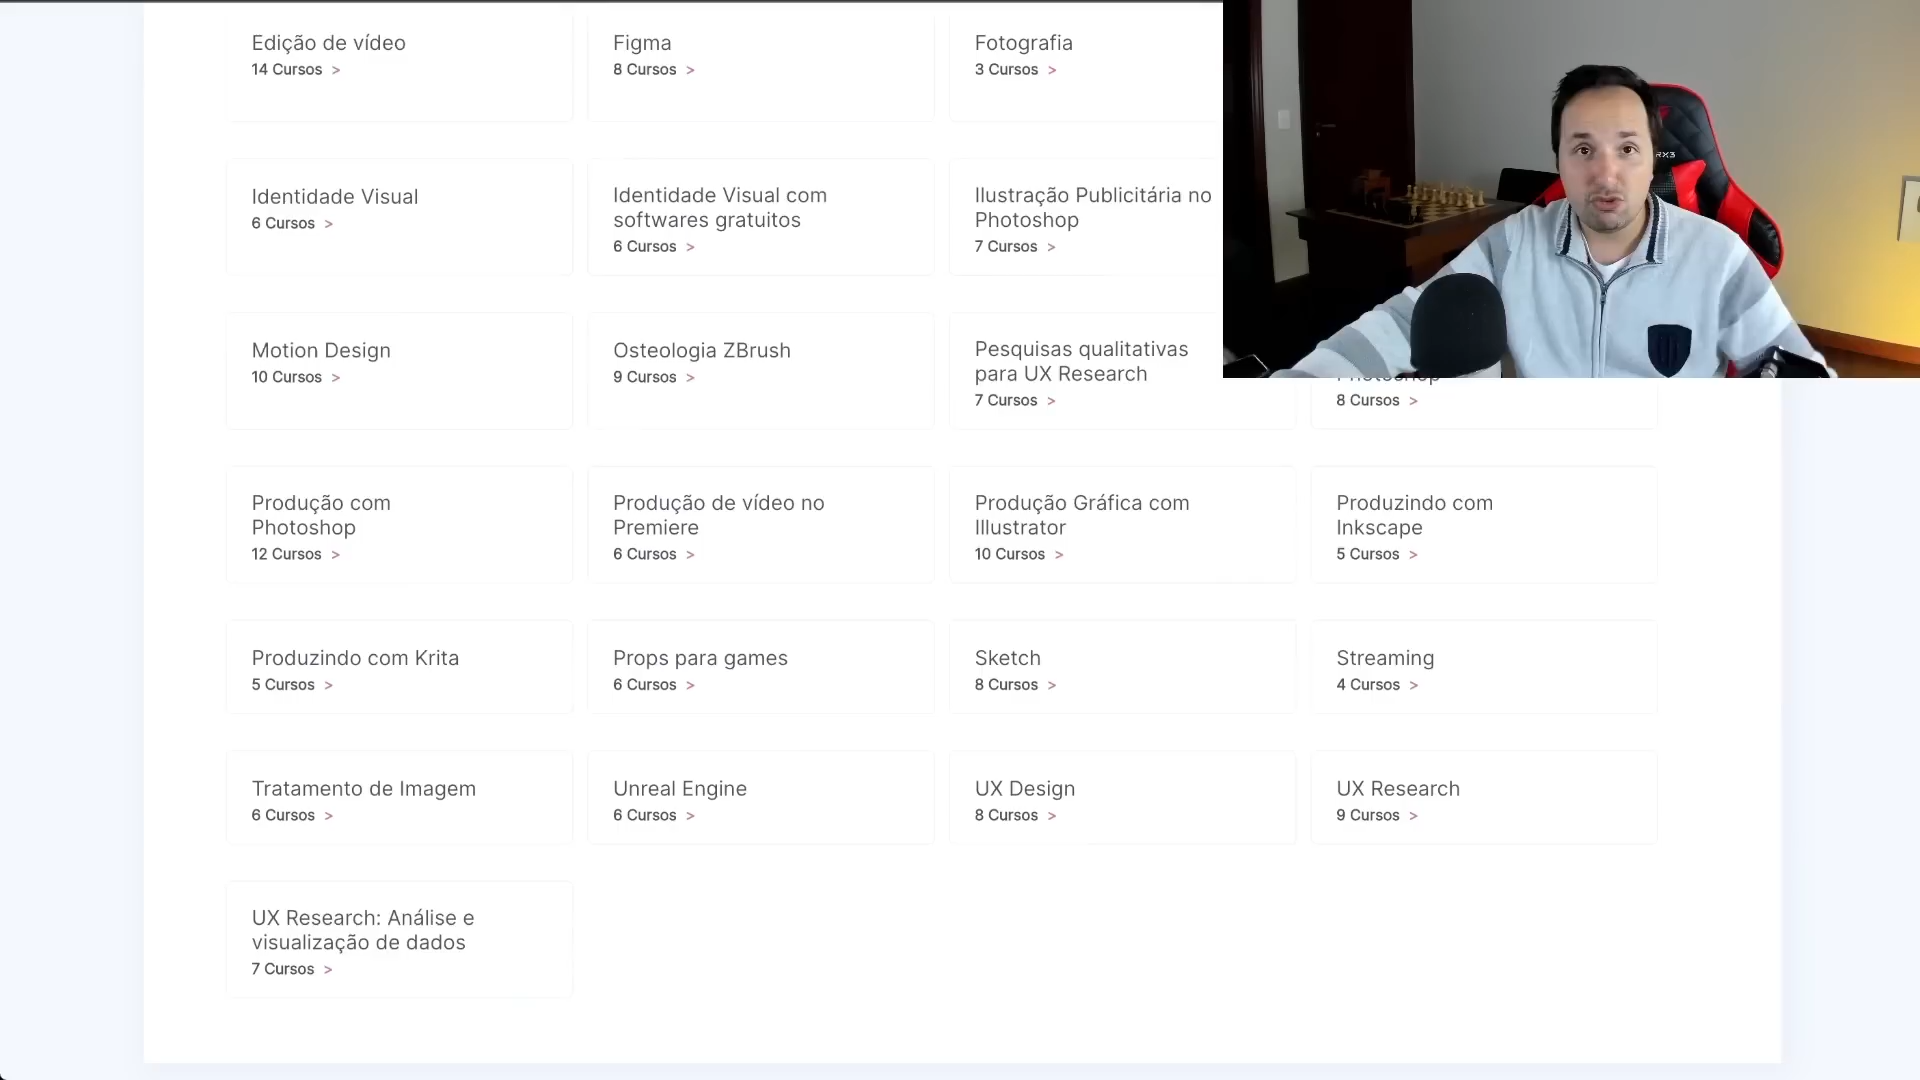 Edição de vídeo
14 Cursos >
Figma
8 Cursos >
Fotografia
3 Cursos >
Identidade Visual
6 Cursos >
Identidade Visual com
softwares gratuitos
6 Cursos >
Ilustração Publicitária no
Photoshop
7 Cursos >
RX3
Motion Design
10 Cursos >
Osteologia ZBrush
9 Cursos >
Pesquisas qualitativas
para UX Research
7 Cursos >
Photoshop
8 Cursos >
Produção com
Photoshop
12 Cursos >
Produção de vídeo no
Premiere
6 Cursos >
Produção Gráfica com
Illustrator
10 Cursos >
Produzindo com
Inkscape
5 Cursos >
Produzindo com Krita
5 Cursos >
Props para games
6 Cursos >
Sketch
8 Cursos >
Streaming
4 Cursos >
Tratamento de Imagem
6 Cursos >
Unreal Engine
6 Cursos >
UX Design
8 Cursos >
UX Research
9 Cursos >
UX Research: Análise e
visualização de dados
7 Cursos >